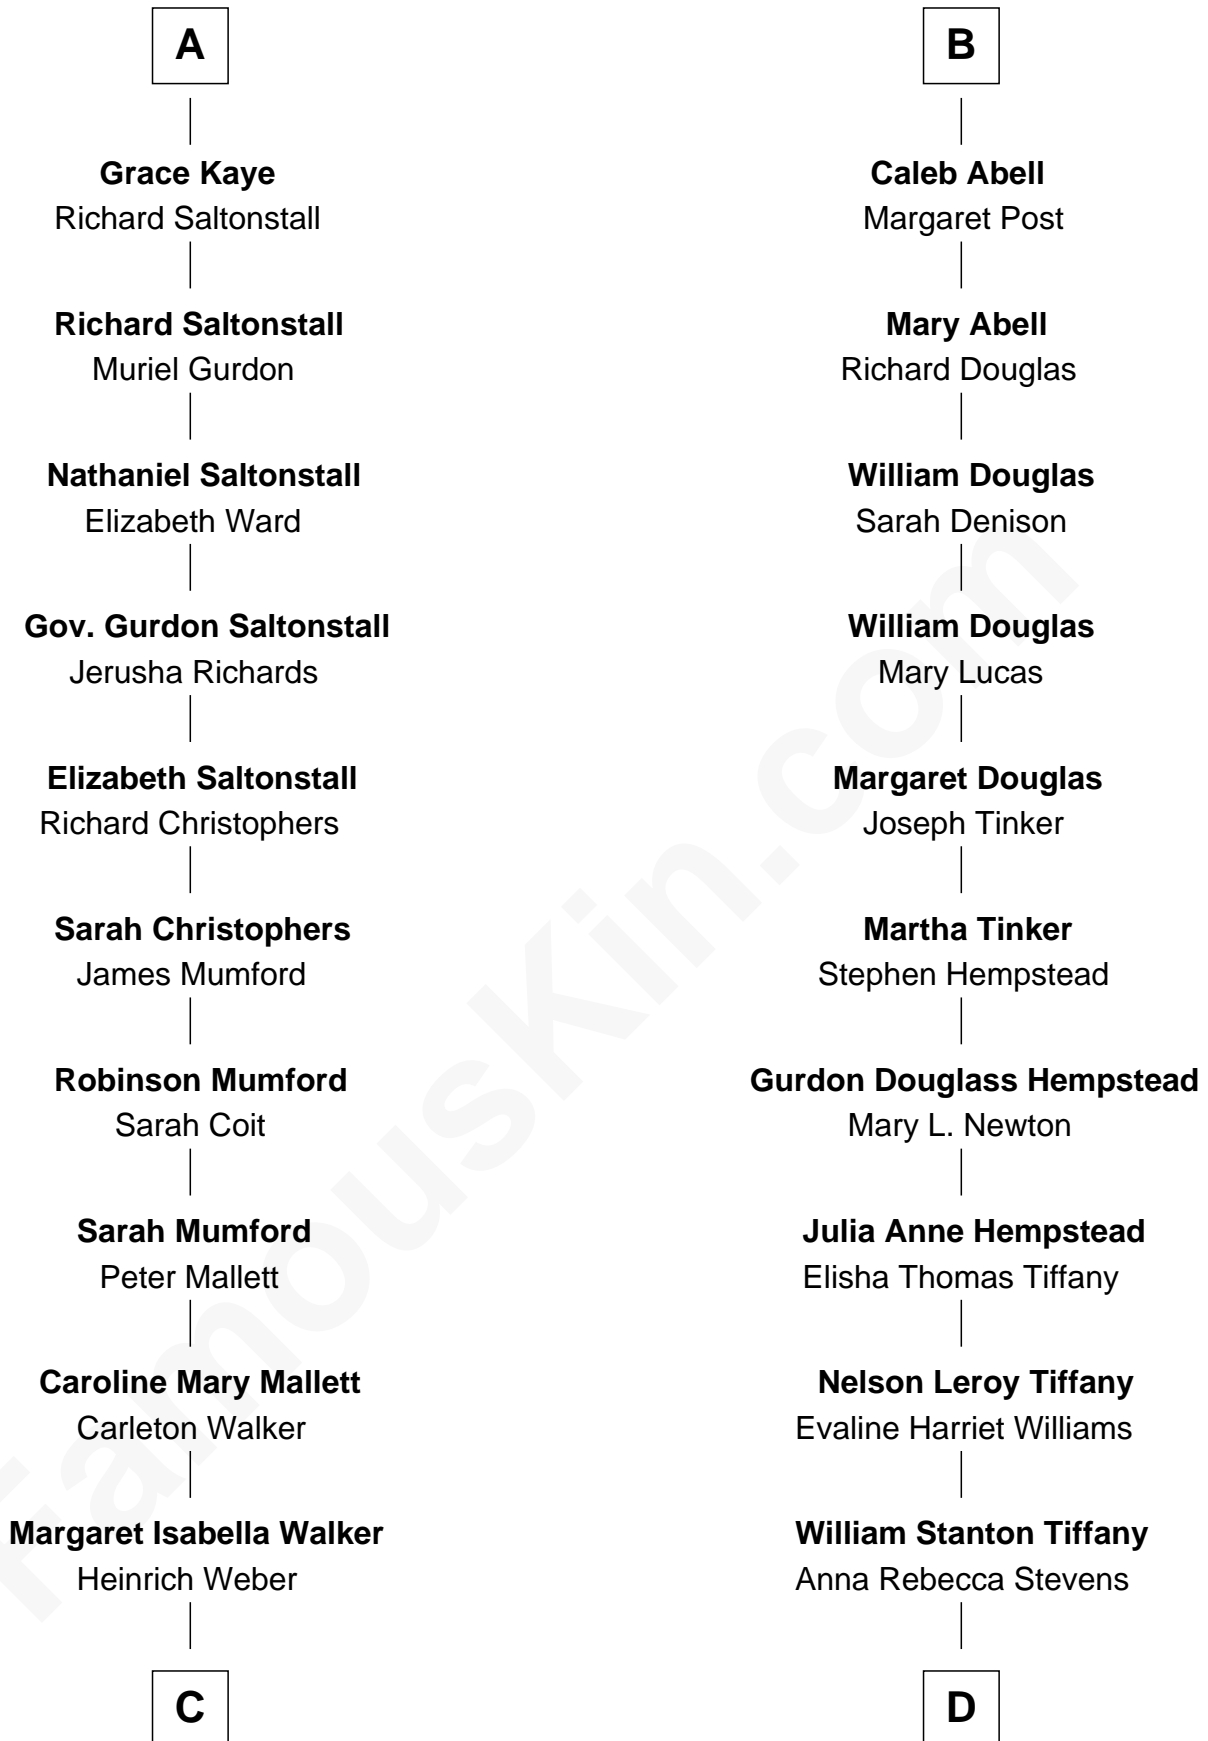 A
Grace Kaye
Richard Saltonstall
Richard Saltonstall
Muriel Gurdon
Nathaniel Saltonstall
Elizabeth Ward
Gov. Gurdon Saltonstall
Jerusha Richards
Elizabeth Saltonstall
Richard Christophers
Sarah Christophers
James Mumford
Robinson Mumford
Sarah Coit
Sarah Mumford
Peter Mallett
Caroline Mary Mallett
Carleton Walker
Margaret Isabella Walker
Heinrich Weber
C
B
Caleb Abell
Margaret Post
Mary Abell
Richard Douglas
William Douglas
Sarah Denison
William Douglas
Mary Lucas
Margaret Douglas
Joseph Tinker
Martha Tinker
Stephen Hempstead
Gurdon Douglass Hempstead
Mary L. Newton
Julia Anne Hempstead
Elisha Thomas Tiffany
Nelson Leroy Tiffany
Evaline Harriet Williams
William Stanton Tiffany
Anna Rebecca Stevens
D
FamousKin.com